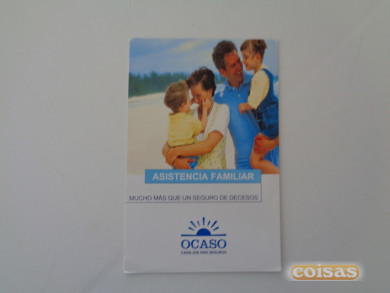 ASISTENCIA FAMILIAR
MUCHO MÁS QUE UN SEGURO DE DECESOS
OCASO
coisas